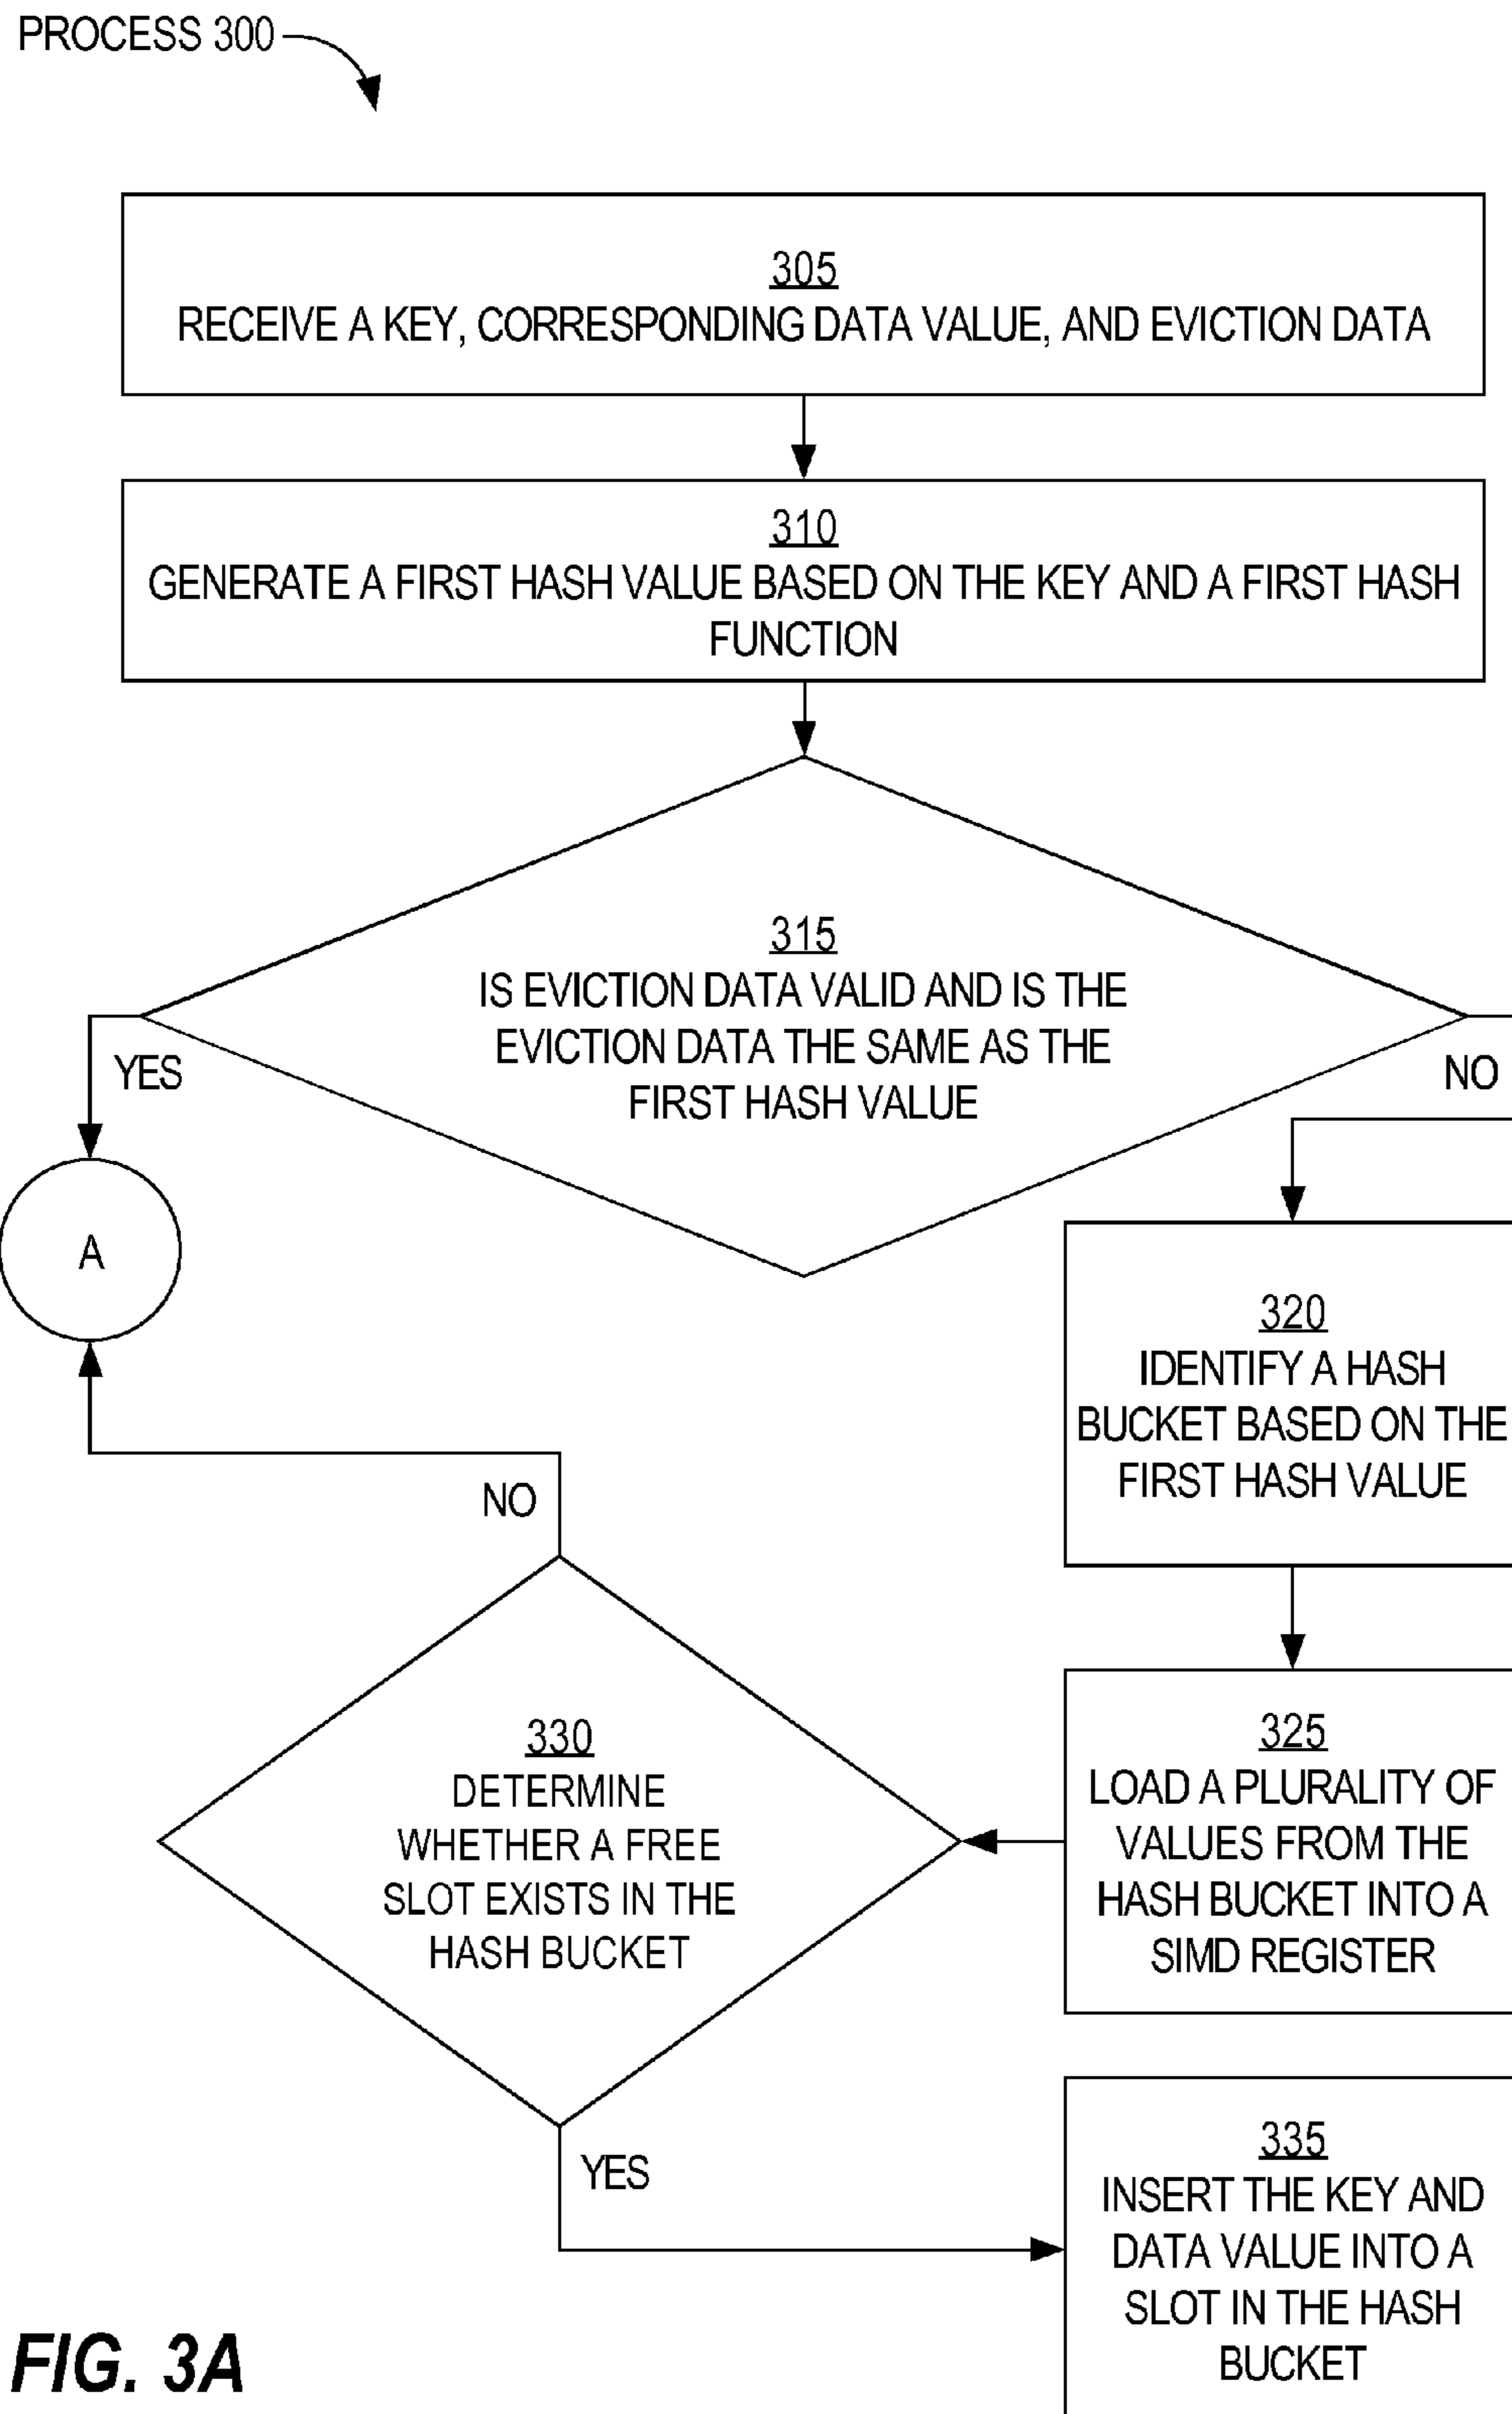 PROCESS 300
305
RECEIVE A KEY, CORRESPONDING DATA VALUE, AND EVICTION DATA
310
GENERATE A FIRST HASH VALUE BASED ON THE KEY AND A FIRST HASH
FUNCTION
315
IS EVICTION DATA VALID AND IS THE
EVICTION DATA THE SAME AS THE
FIRST HASH VALUE
YES
NO
A
320
IDENTIFY A HASH
BUCKET BASED ON THE
FIRST HASH VALUE
NO
325
LOAD A PLURALITY OF
VALUES FROM THE
HASH BUCKET INTO A
SIMD REGISTER
330
DETERMINE
WHETHER A FREE
SLOT EXISTS IN THE
HASH BUCKET
YES
335
INSERT THE KEY AND
DATA VALUE INTO A
SLOT IN THE HASH
BUCKET
FIG. 3A